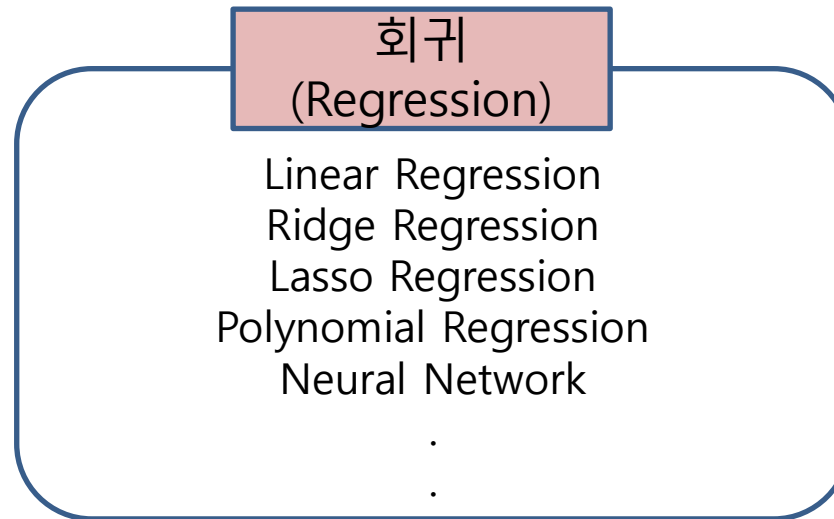 회귀
(Regression)
Linear Regression
Ridge Regression
Lasso Regression
Polynomial Regression
Neural Network
.
.